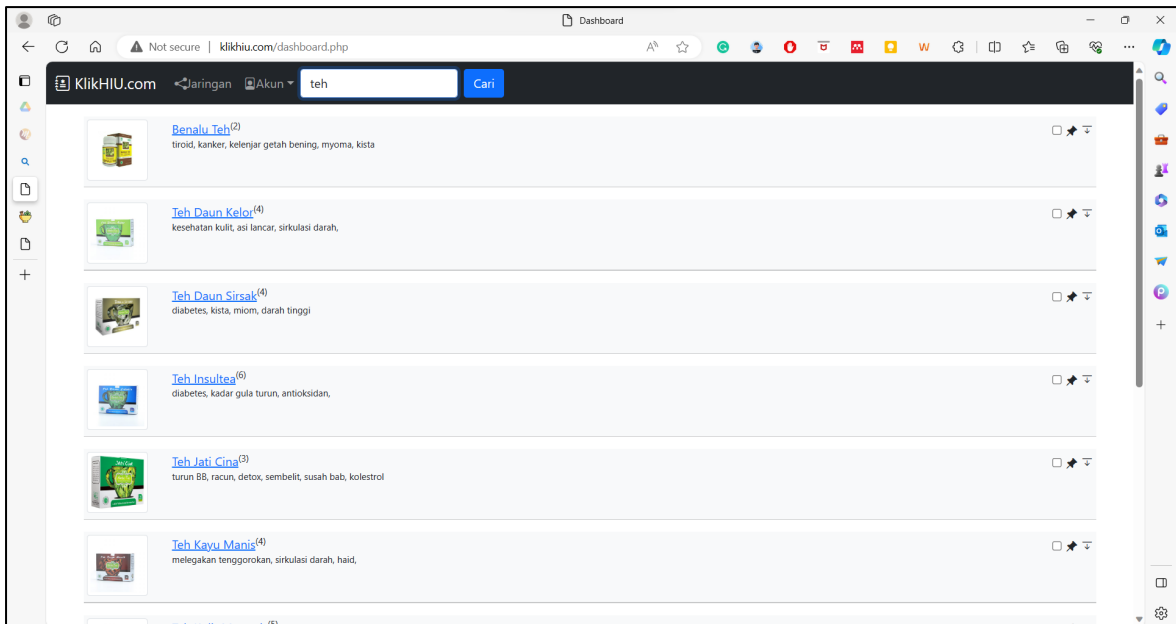 Dashboard
Not secure | klikhiu.com/dashboard.php
KlikHIU.com Jaringan Akun teh Cari
Benalu Teh(2)
tiroid, kanker, kelenjar getah bening, myoma, kista
Teh Daun Kelor(4)
kesehatan kulit, asi lancar, sirkulasi darah,
Teh Daun Sirsak(4)
diabetes, kista, miom, darah tinggi
Teh Insultea(6)
diabetes, kadar gula turun, antioksidan,
Teh Jati Cina(3)
turun BB, racun, detox, sembelit, susah bab, kolestrol
Teh Kayu Manis(4)
melegakan tenggorokan, sirkulasi darah, haid,